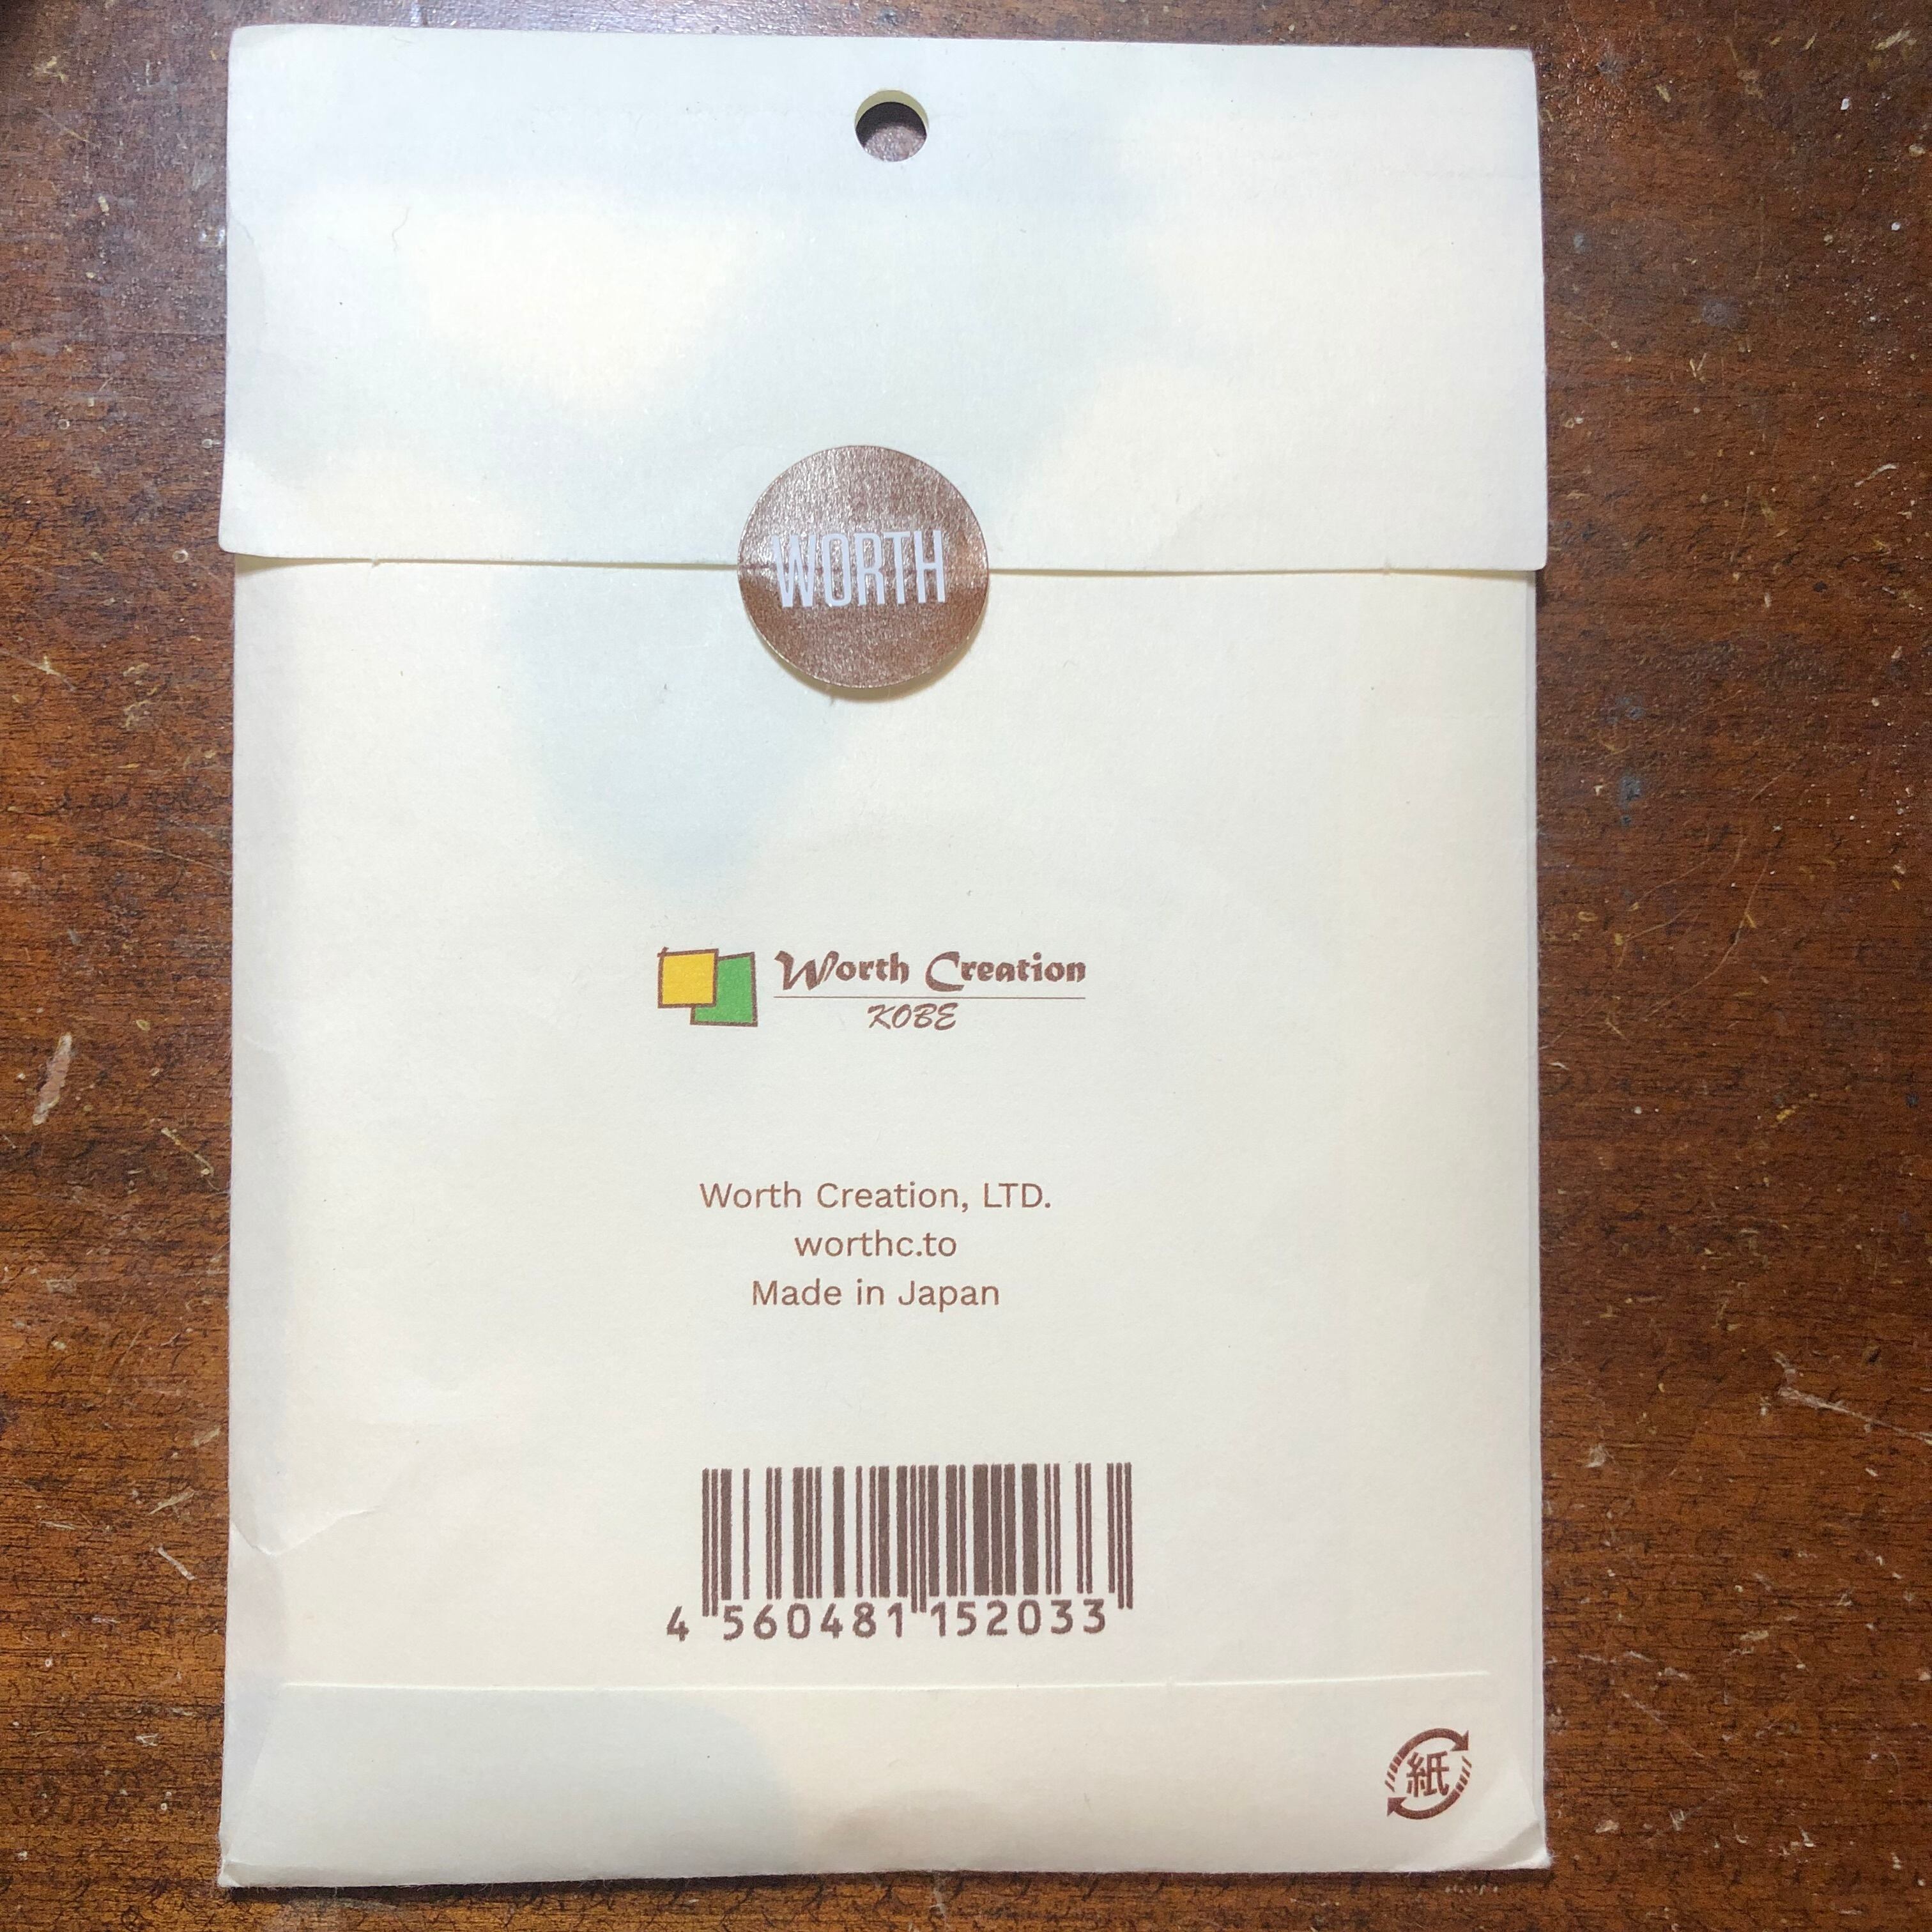 WORTH
Worth Creation
KOBE
Worth Creation, LTD.
worthc.to
Made in Japan
4 560481 152033
紙